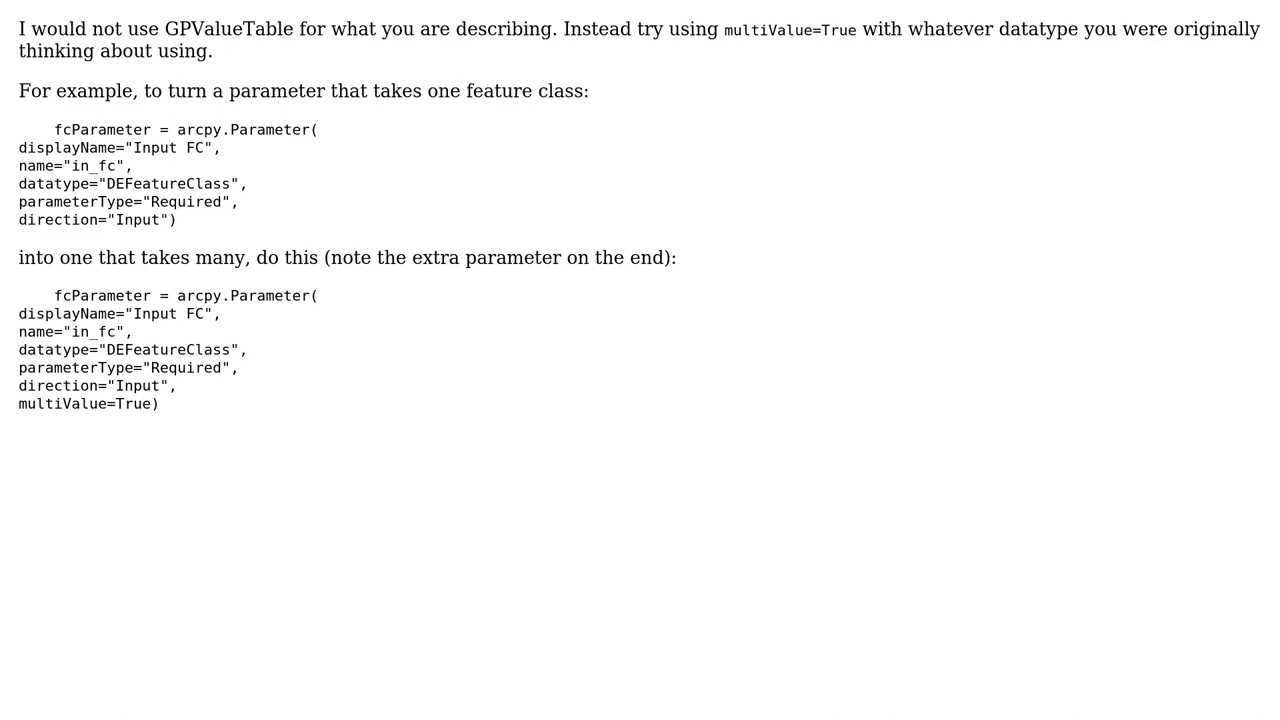 I would not use GPValueTable for what you are describing. Instead try using multiValue=True with whatever datatype you were originally
thinking about using.
For example, to turn a parameter that takes one feature class:
    fcParameter = arcpy.Parameter(
displayName="Input FC",
name="in_fc",
datatype="DEFeatureClass",
parameterType="Required",
direction="Input")
into one that takes many, do this (note the extra parameter on the end):
    fcParameter = arcpy.Parameter(
displayName="Input FC",
name="in_fc",
datatype="DEFeatureClass",
parameterType="Required",
direction="Input",
multiValue=True)